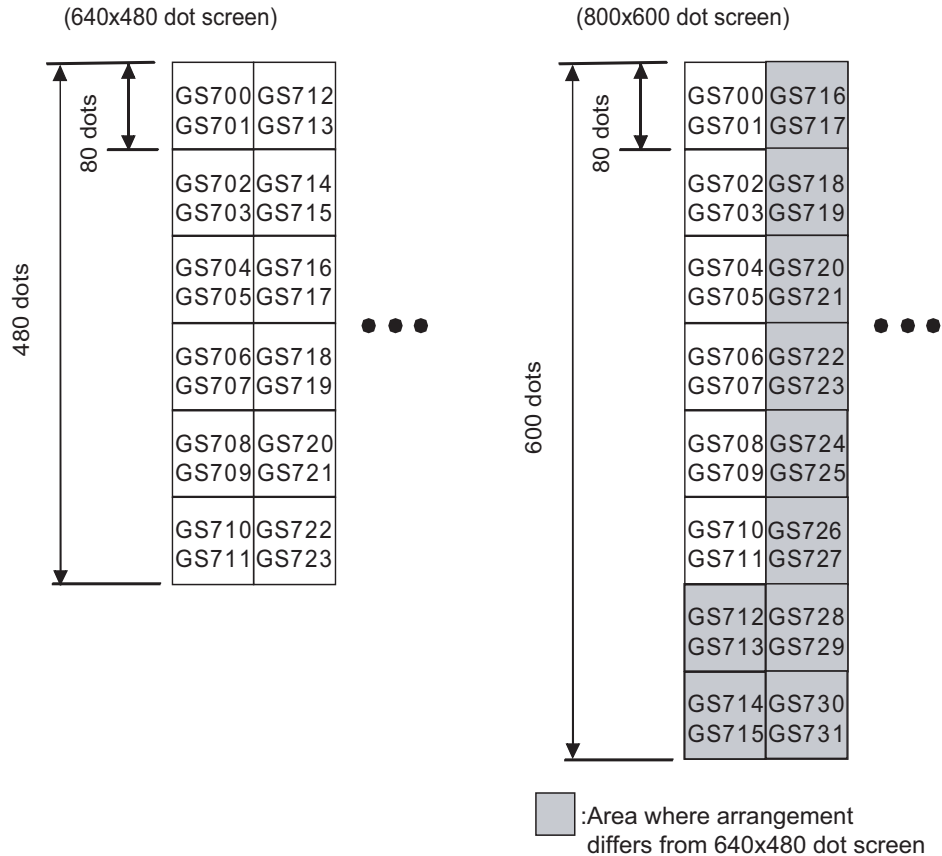 (640x480 dot screen)
480 dots
80 dots
GS700 GS712
GS701 GS713
GS702 GS714
GS703 GS715
GS704 GS716
GS705 GS717
GS706 GS718
GS707 GS719
GS708 GS720
GS709 GS721
GS710 GS722
GS711 GS723
(800x600 dot screen)
600 dots
80 dots
GS700 GS716
GS701 GS717
GS702 GS718
GS703 GS719
GS704 GS720
GS705 GS721
GS706 GS722
GS707 GS723
GS708 GS724
GS709 GS725
GS710 GS726
GS711 GS727
GS712 GS728
GS713 GS729
GS714 GS730
GS715 GS731
:Area where arrangement
differs from 640x480 dot screen